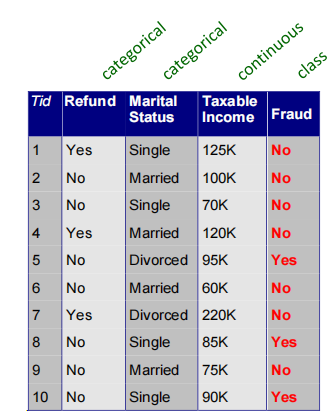 categorical categorical continuous class
Tid Refund Marital Status Taxable Income Fraud
1 Yes Single 125K No
2 No Married 100K No
3 No Single 70K No
4 Yes Married 120K No
5 No Divorced 95K Yes
6 No Married 60K No
7 Yes Divorced 220K No
8 No Single 85K Yes
9 No Married 75K No
10 No Single 90K Yes